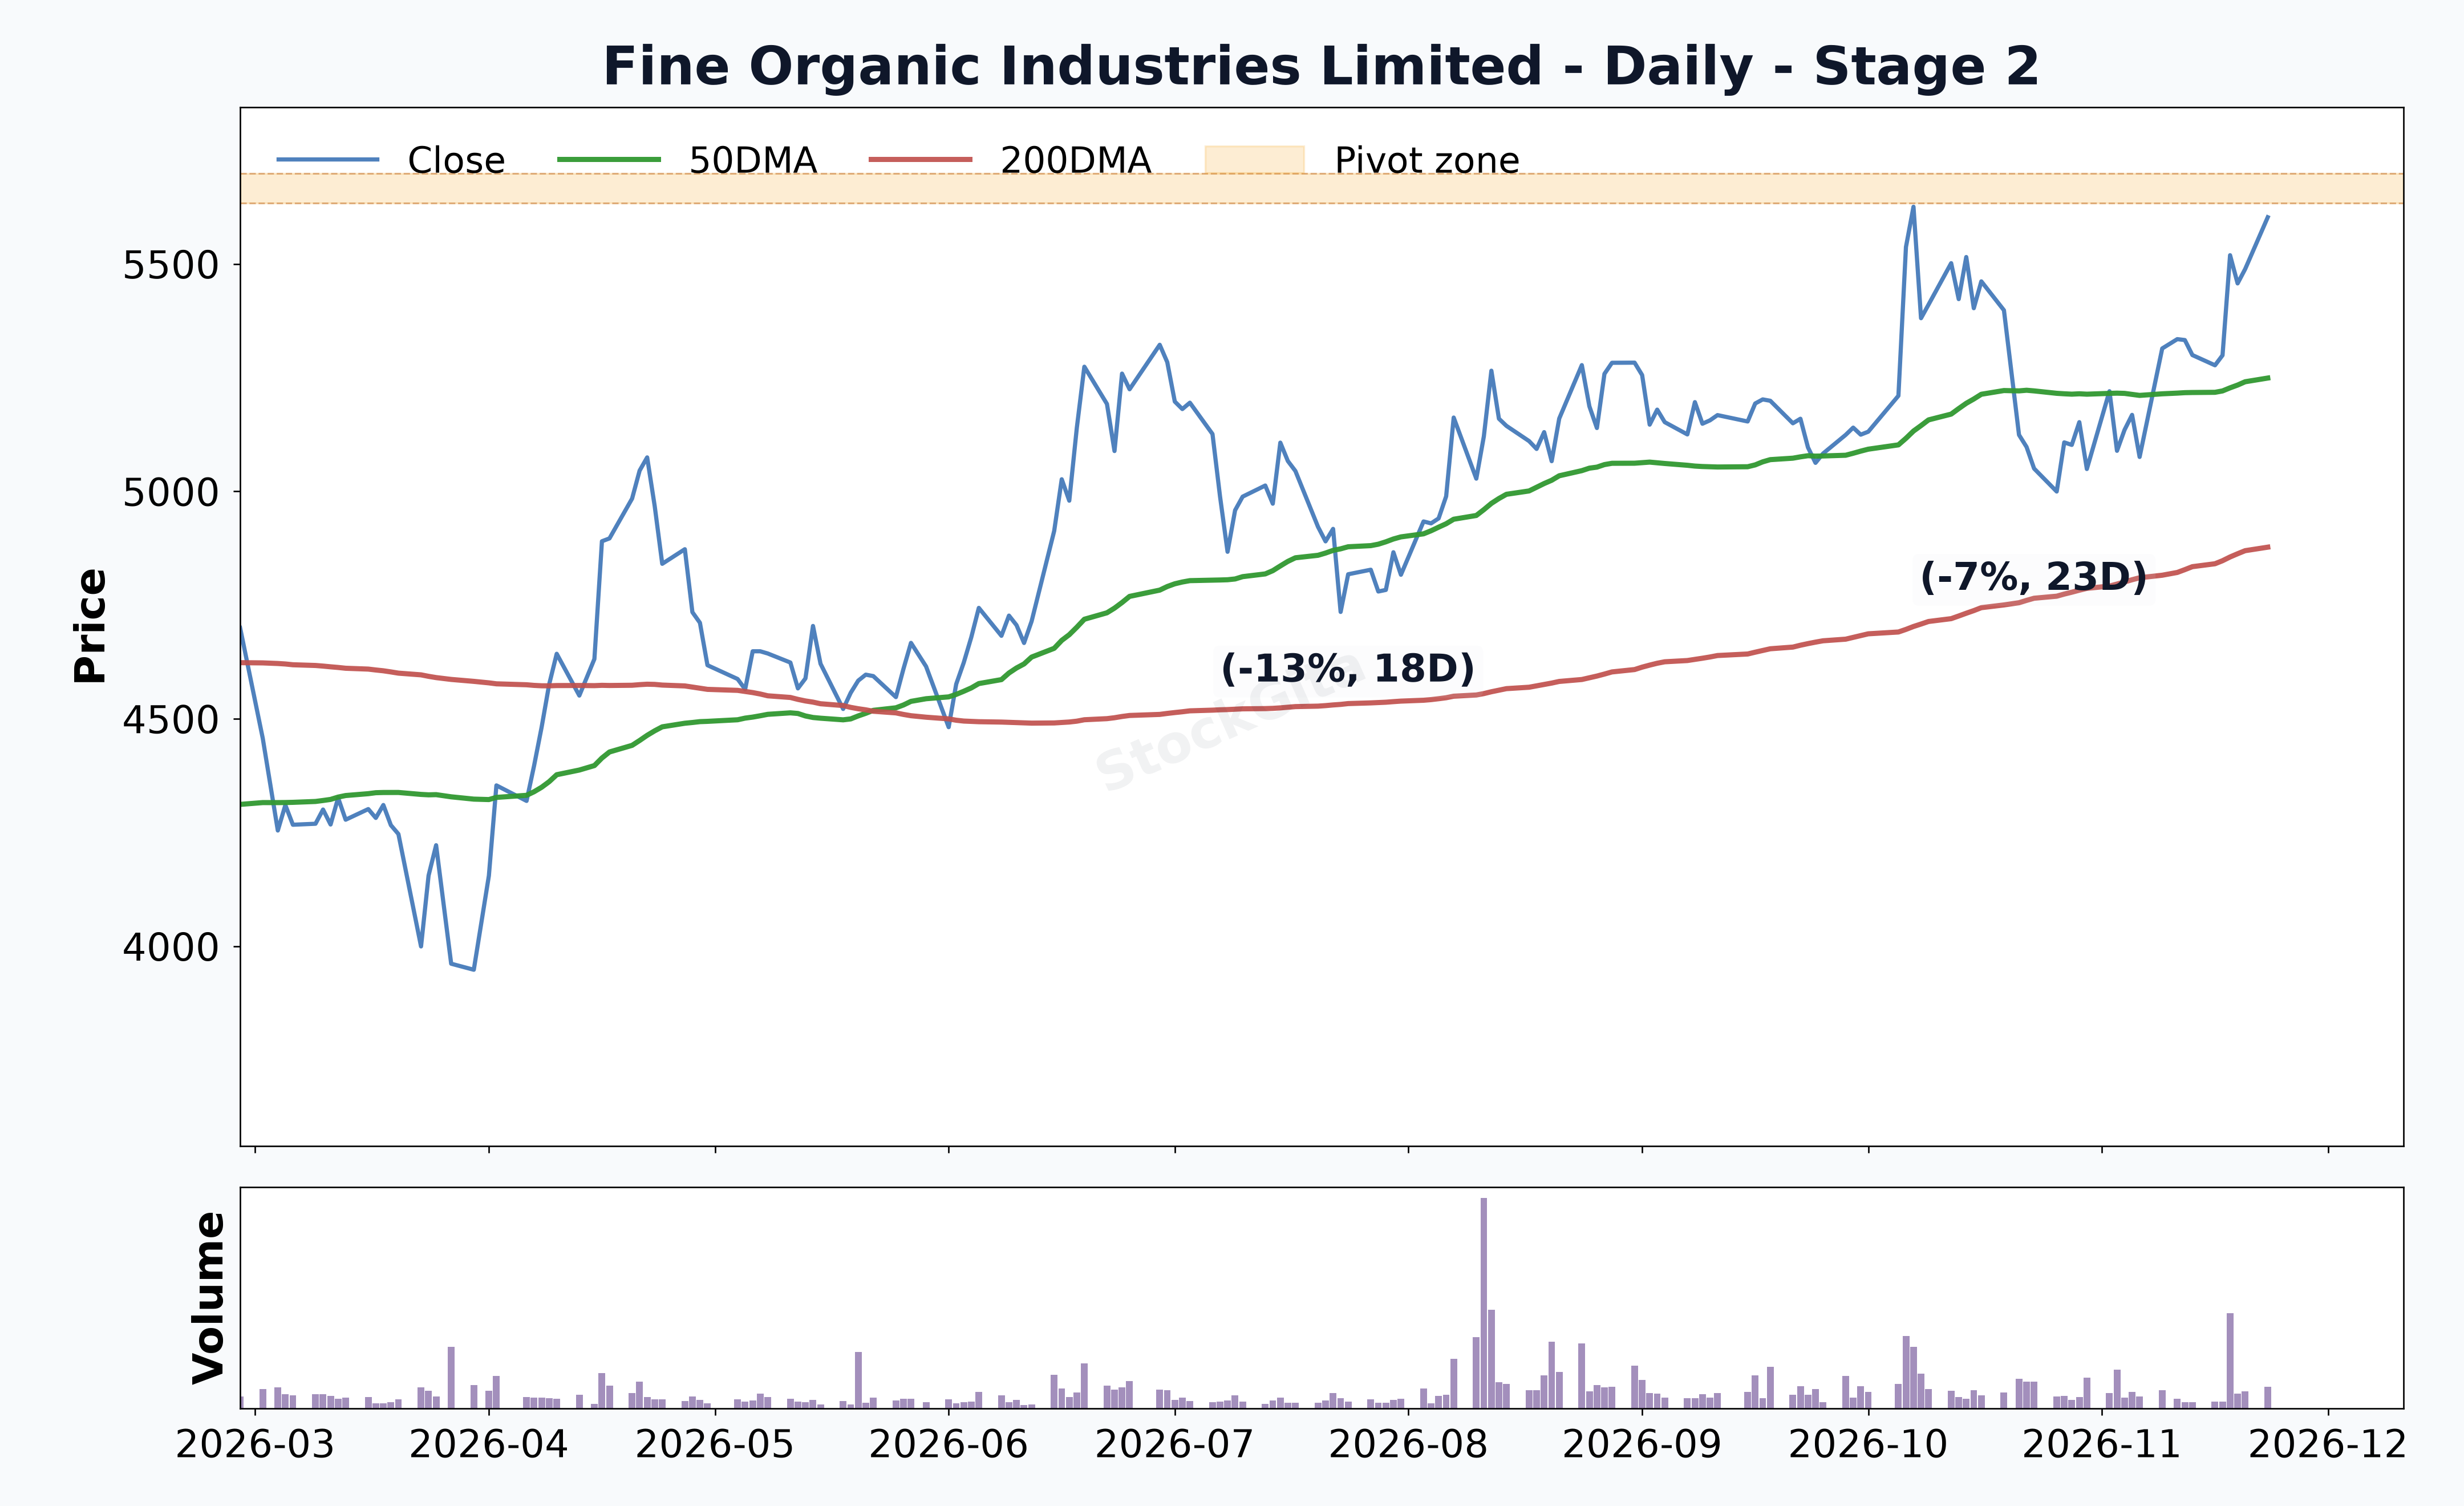 Fine Organic Industries Limited - Daily - Stage 2
Close 50DMA 200DMA Pivot zone
5500
5000
4500
4000
Price
(-7%, 23D)
(-13%, 18D)
StockGita
Volume
2026-03 2026-04 2026-05 2026-06 2026-07 2026-08 2026-09 2026-10 2026-11 2026-12